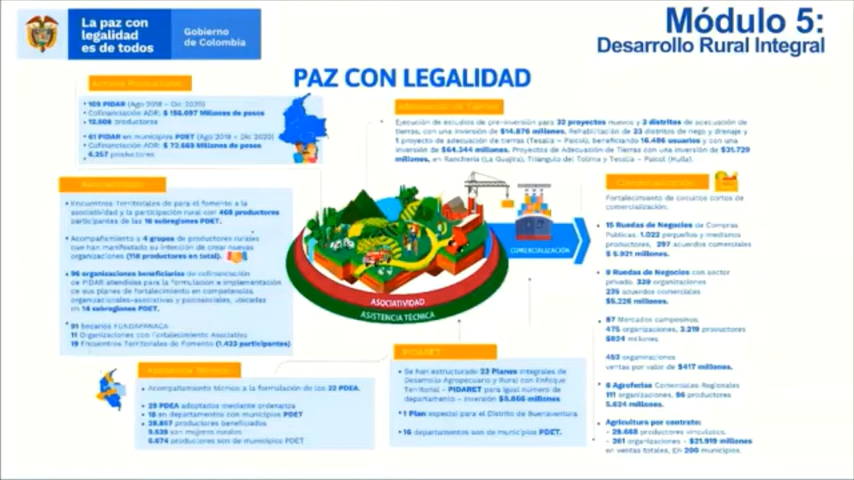 La paz con
legalidad
es de todos
Gobierno
de Colombia
Módulo 5:
Desarrollo Rural Integral
PAZ CON LEGALIDAD
• 109 PIDAR (Ago 2018 - Dic 2020)
• Cofinanciación ADR: $ 156.097 Millones de pesos
productores
• 61 PIDAR en municipios PDET (Ago 2018 - Dic 2020)
• Cofinanciación ADR: Millones de pesos
• 6.257 productores
• Encuentros Territoriales de para el fomento a la
asociatividad y la participación rural con 468 productores
participantes de las 16 subregiones PDET.
• Acompañamiento a 4 grupos de productores rurales
que han manifestado su intención de crear nuevas
organizaciones (118 productores en total).
• 96 organizaciones beneficiarias de cofinanciación
de PIDAR atendidas para la formulación e implementación
de sus planes de fortalecimiento en competencias
organizacionales-asociativas y psicosociales, ubicadas
en 14 subregiones PDET.
• 91 Becarios
11 Organizaciones con Fortalecimiento Asociativo
19 Encuentros Territoriales de Fomento (1.423 participantes)
Asistencia Técnica
• Acompañamiento técnico a la formulación de los 32 PDEA.
• 29 PDEA adoptados mediante ordenanza
• 18 en departamentos con municipios PDET
• 28.857 productores beneficiados
9.539 son mujeres rurales
6.674 productores son de municipios PDET
ASOCIATIVIDAD
ASISTENCIA TÉCNICA
COMERCIALIZACIÓN
Adecuación de Tierras
Ejecución de estudios de pre-inversión para 32 proyectos nuevos y 3 distritos de adecuación de
tierras, con una inversión de $14.876 millones. Rehabilitación de 23 distritos de riego y drenaje y
1 proyecto de adecuación de tierras (Tesalia – Paicol), beneficiando 16.486 usuarios y con una
inversión de $64.244 millones. Proyectos de Adecuación de Tierras con una inversión de $31.729
millones, en Ranchería (La Guajira), Triángulo del Tolima y Tesalia – Paicol (Huila).
PIDARET
• Se han estructurado 23 Planes Integrales de
Desarrollo Agropecuario y Rural con Enfoque
Territorial - PIDARET para igual número de
departamento - inversión
• 1 Plan especial para el Distrito de Buenaventura
• 16 departamentos son de municipios PDET.
Fortalecimiento de circuitos cortos de
comercialización:
• 15 Ruedas de Negocios de Compras
Públicas. 1.022 pequeños y medianos
productores, 297 acuerdos comerciales
$ 5.921 millones.
• 9 Ruedas de Negocios con sector
privado. 339 organizaciones
235 acuerdos comerciales
$5.226 millones.
• 87 Mercados campesinos,
475 organizaciones, 3.219 productores
$824 millones
organizaciones
ventas por valor de $417 millones.
• 6 Agroferias Comerciales Regionales
111 organizaciones, 96 productores
5.824 millones.
• Agricultura por contrato:
- 29.668 productores vinculados.
- 261 organizaciones - $21.919 millones
en ventas totales. En 200 municipios.